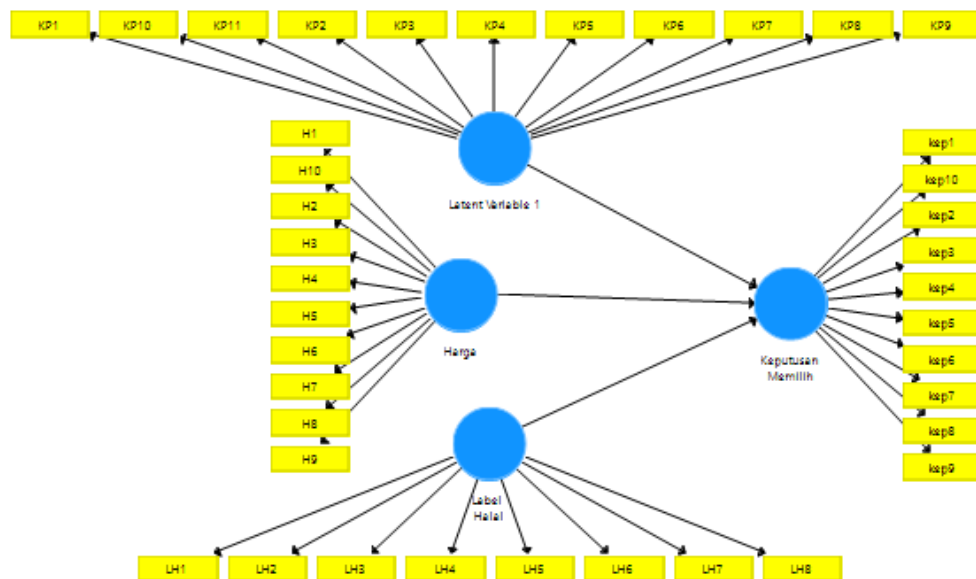 KP1 KP10 KP11 KP2 KP3 KP4 KP5 KP6 KP7 KP8 KP9
Latent Variable 1
H1
H10
H2
H3
H4
H5
H6
H7
H8
H9
Harga
kep1
kep10
kep2
kep3
kep4
kep5
kep6
kep7
kep8
kep9
Keputusan
Memilih
Label
Halal
LH1 LH2 LH3 LH4 LH5 LH6 LH7 LH8